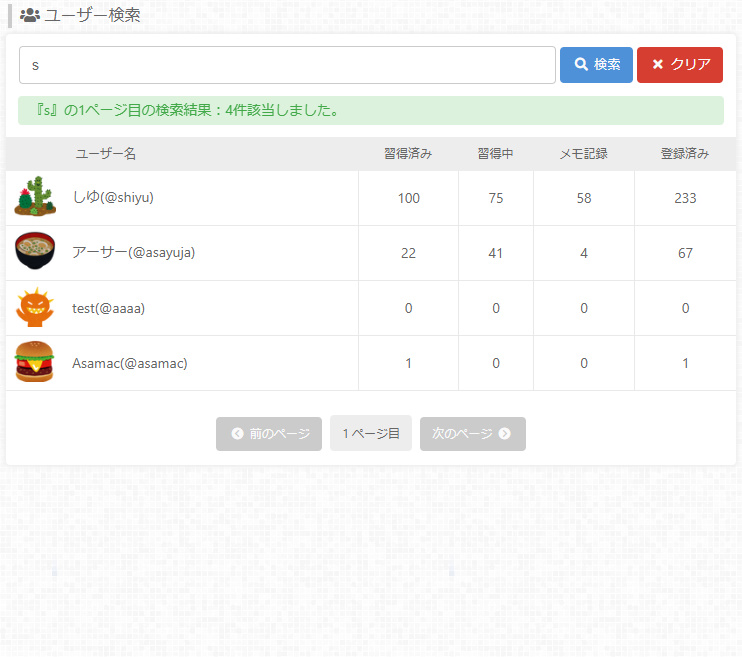 ユーザー検索
s
検索
クリア
『s』の1ページ目の検索結果：4件該当しました。
ユーザー名 習得済み 習得中 メモ記録 登録済み
しゆ(@shiyu) 100 75 58 233
アーサー(@asayuja) 22 41 4 67
test(@aaaa) 0 0 0 0
Asamac(@asamac) 1 0 0 1
前のページ 1 ページ目 次のページ